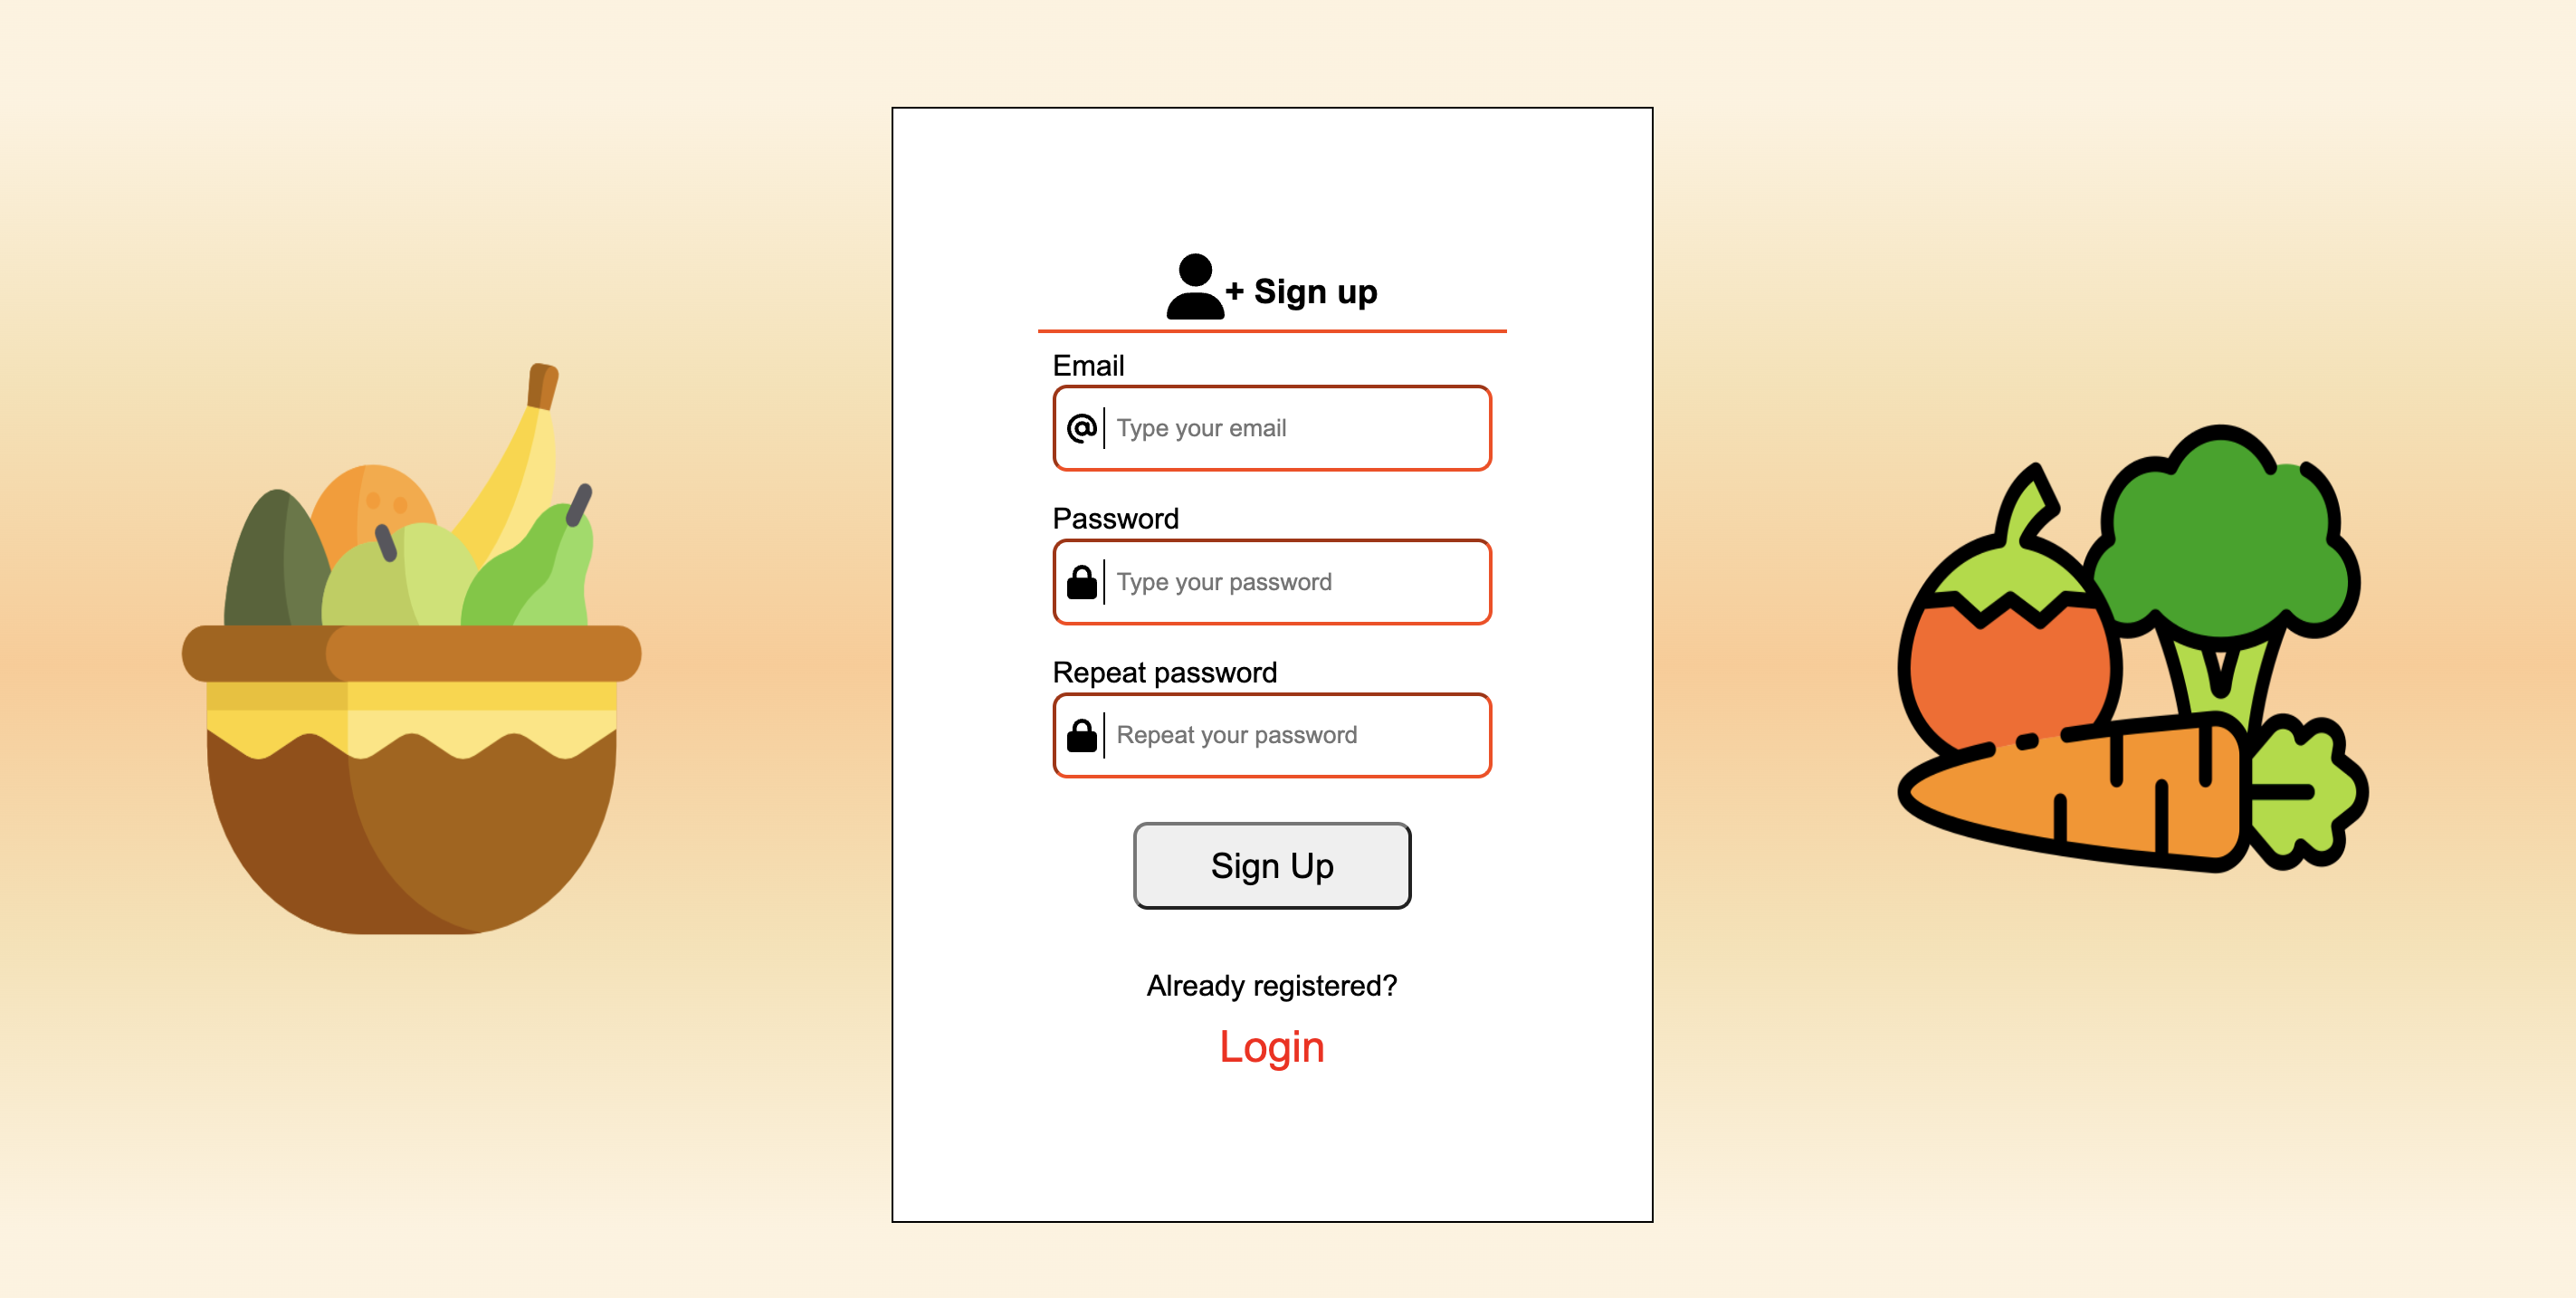 + Sign up
Email
@ Type your email
Password
Type your password
Repeat password
Repeat your password
Sign Up
Already registered?
Login